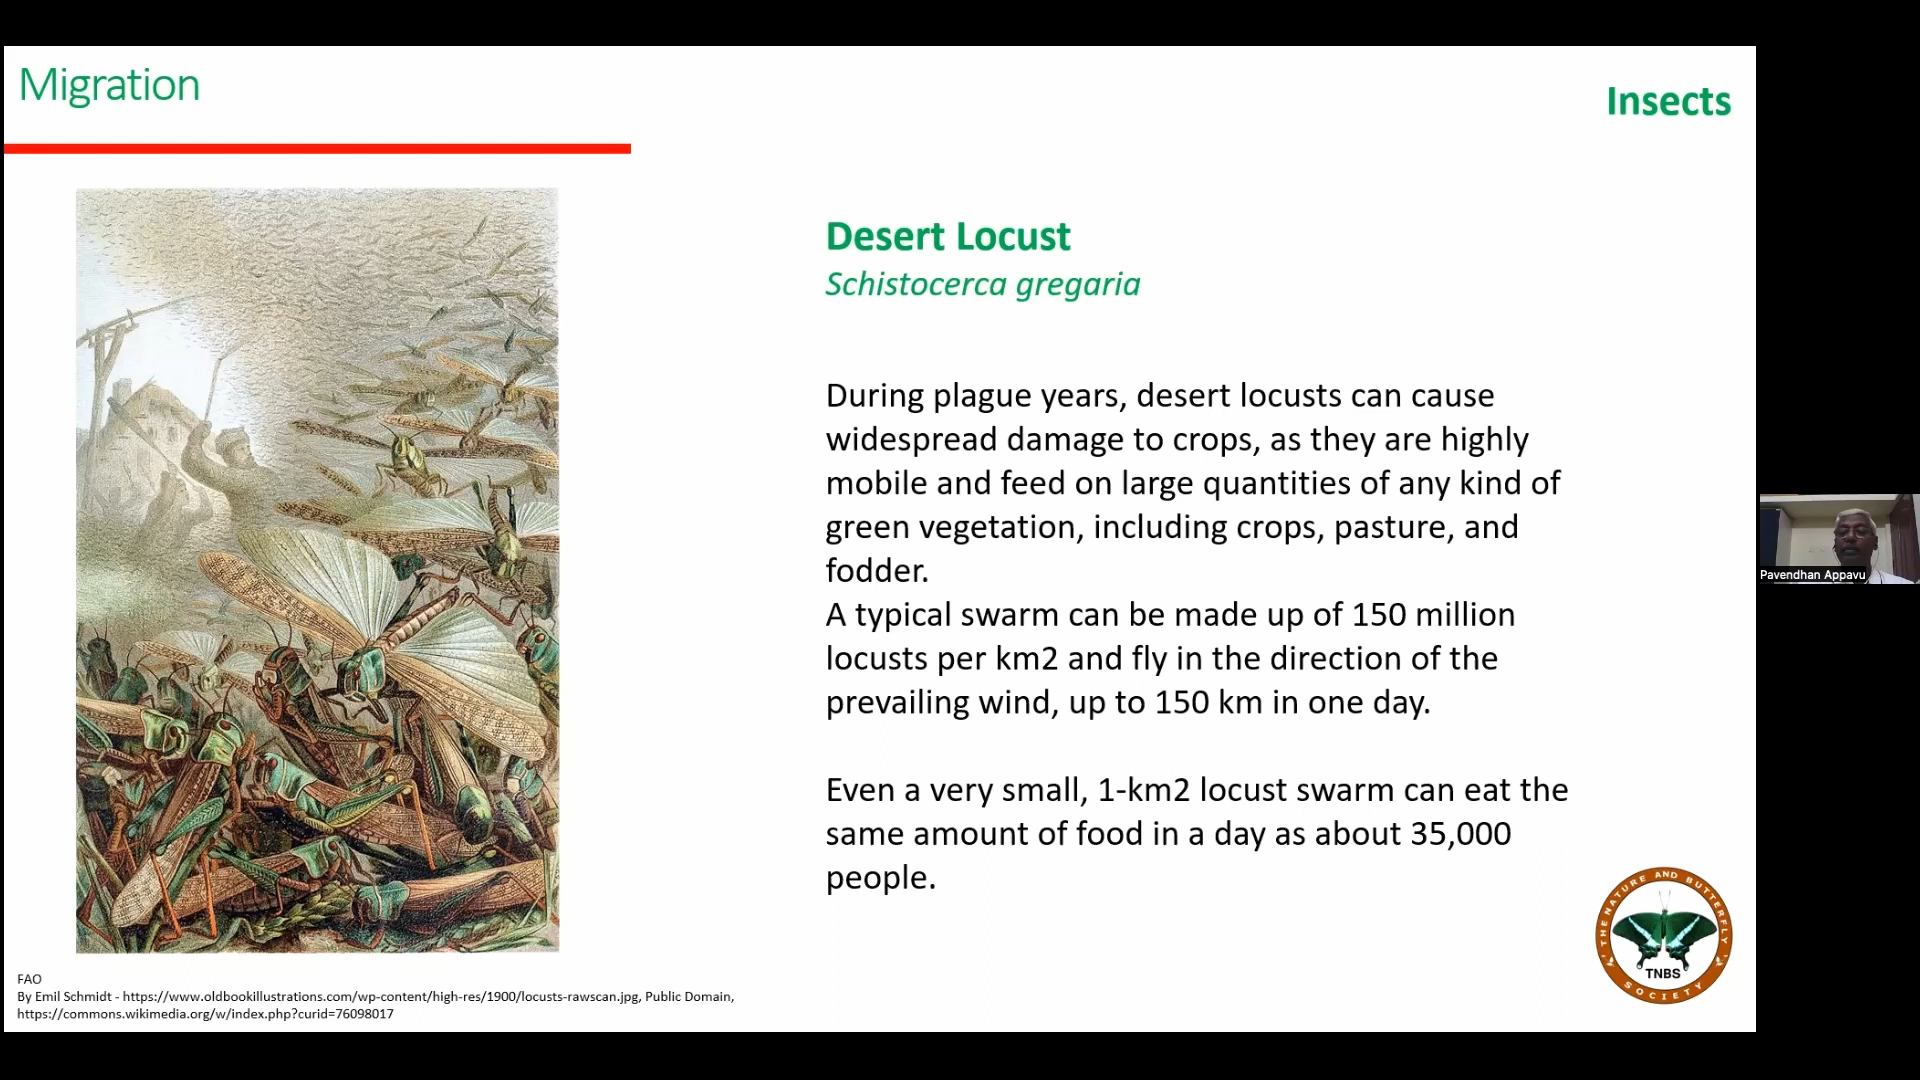 Migration
Insects
Desert Locust
Schistocerca gregaria
During plague years, desert locusts can cause
widespread damage to crops, as they are highly
mobile and feed on large quantities of any kind of
green vegetation, including crops, pasture, and
fodder.
A typical swarm can be made up of 150 million
locusts per km2 and fly in the direction of the
prevailing wind, up to 150 km in one day.
Even a very small, 1-km2 locust swarm can eat the
same amount of food in a day as about 35,000
people.
Pavendhan Appavu
FAO
By Emil Schmidt - https://www.oldbookillustrations.com/wp-content/high-res/1900/locusts-rawscan.jpg, Public Domain,
https://commons.wikimedia.org/w/index.php?curid=76098017
THE NATURE AND BUTTERFLY
TNBS
SOCIETY